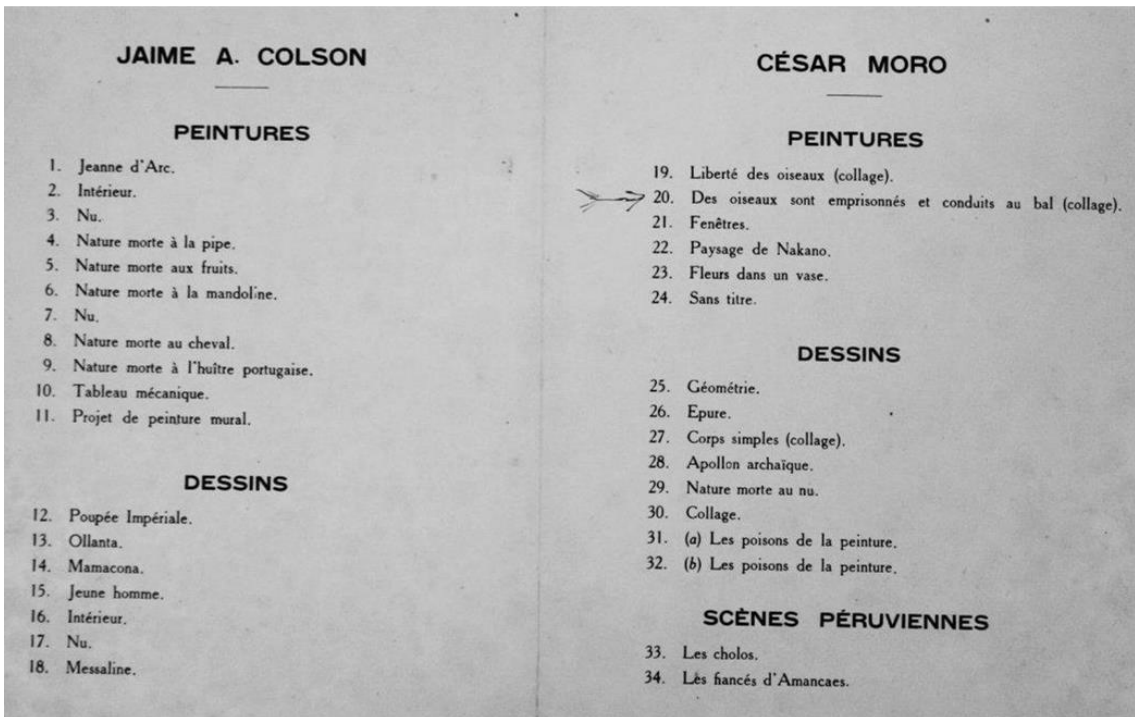 JAIME A. COLSON
PEINTURES
1. Jeanne d'Arc.
2. Intérieur.
3. Nu.
4. Nature morte à la pipe.
5. Nature morte aux fruits.
6. Nature morte à la mandoline.
7. Nu.
8. Nature morte au cheval.
9. Nature morte à l'huître portugaise.
10. Tableau mécanique.
11. Projet de peinture mural.
DESSINS
12. Poupée Impériale.
13. Ollanta.
14. Mamacona.
15. Jeune homme.
16. Intérieur.
17. Nu.
18. Messaline.
CÉSAR MORO
PEINTURES
19. Liberté des oiseaux (collage).
20. Des oiseaux sont emprisonnés et conduits au bal (collage).
21. Fenêtres.
22. Paysage de Nakano.
23. Fleurs dans un vase.
24. Sans titre.
DESSINS
25. Géométrie.
26. Epure.
27. Corps simples (collage).
28. Apollon archaïque.
29. Nature morte au nu.
30. Collage.
31. (a) Les poisons de la peinture.
32. (b) Les poisons de la peinture.
SCÈNES PÉRUVIENNES
33. Les cholos.
34. Lès fiancés d'Amancaes.